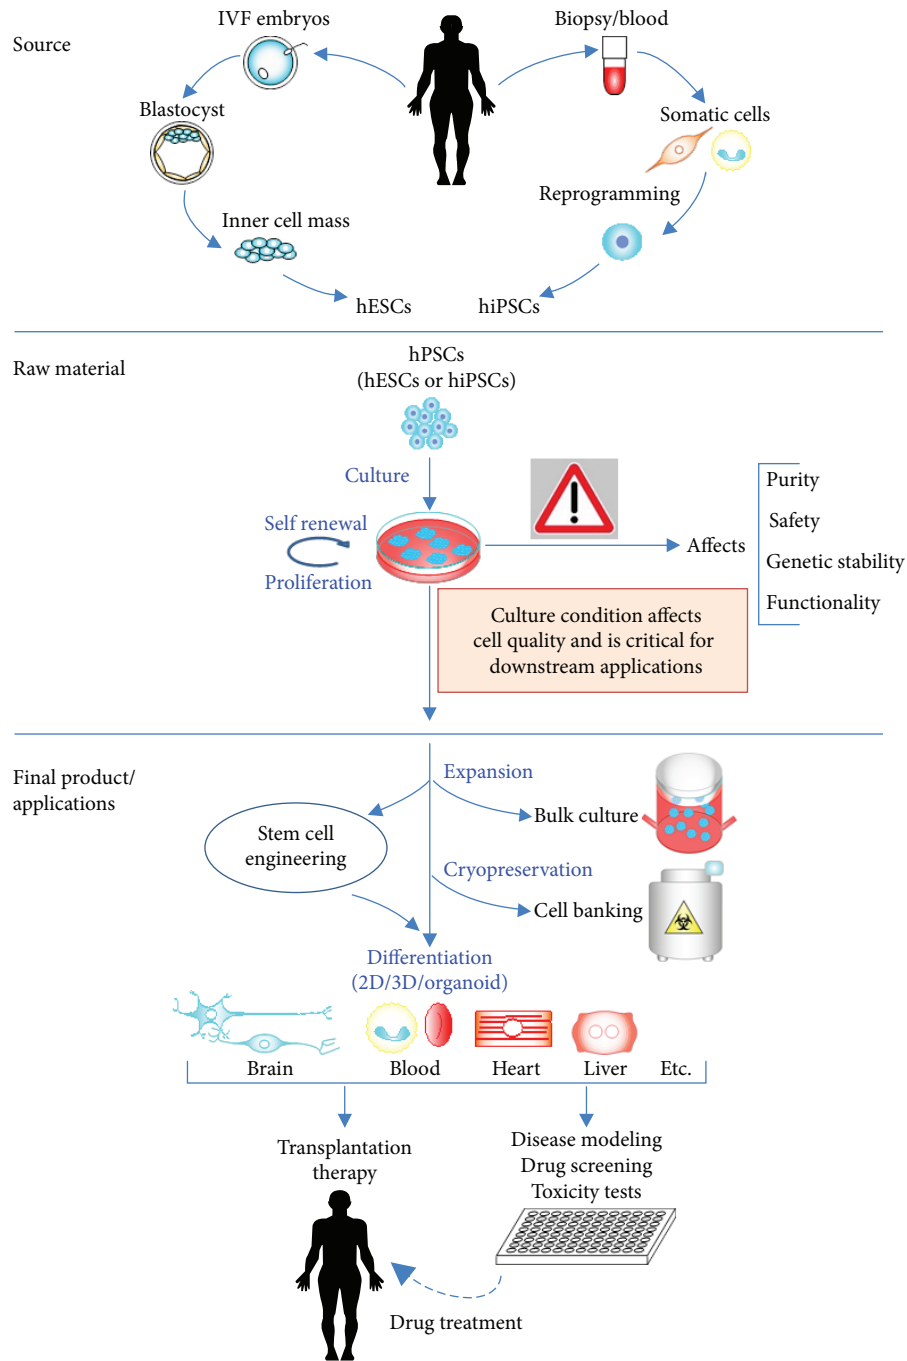 Source
IVF embryos
Biopsy/blood
Blastocyst
Somatic cells
Inner cell mass
Reprogramming
hESCs
hiPSCs
Raw material
hPSCs
(hESCs or hiPSCs)
Culture
Self renewal
Proliferation
Affects
Purity
Safety
Genetic stability
Functionality
Culture condition affects
cell quality and is critical for
downstream applications
Final product/
applications
Expansion
Stem cell
engineering
Bulk culture
Cryopreservation
Cell banking
Differentiation
(2D/3D/organoid)
Brain
Blood
Heart
Liver
Etc.
Transplantation
therapy
Disease modeling
Drug screening
Toxicity tests
Drug treatment